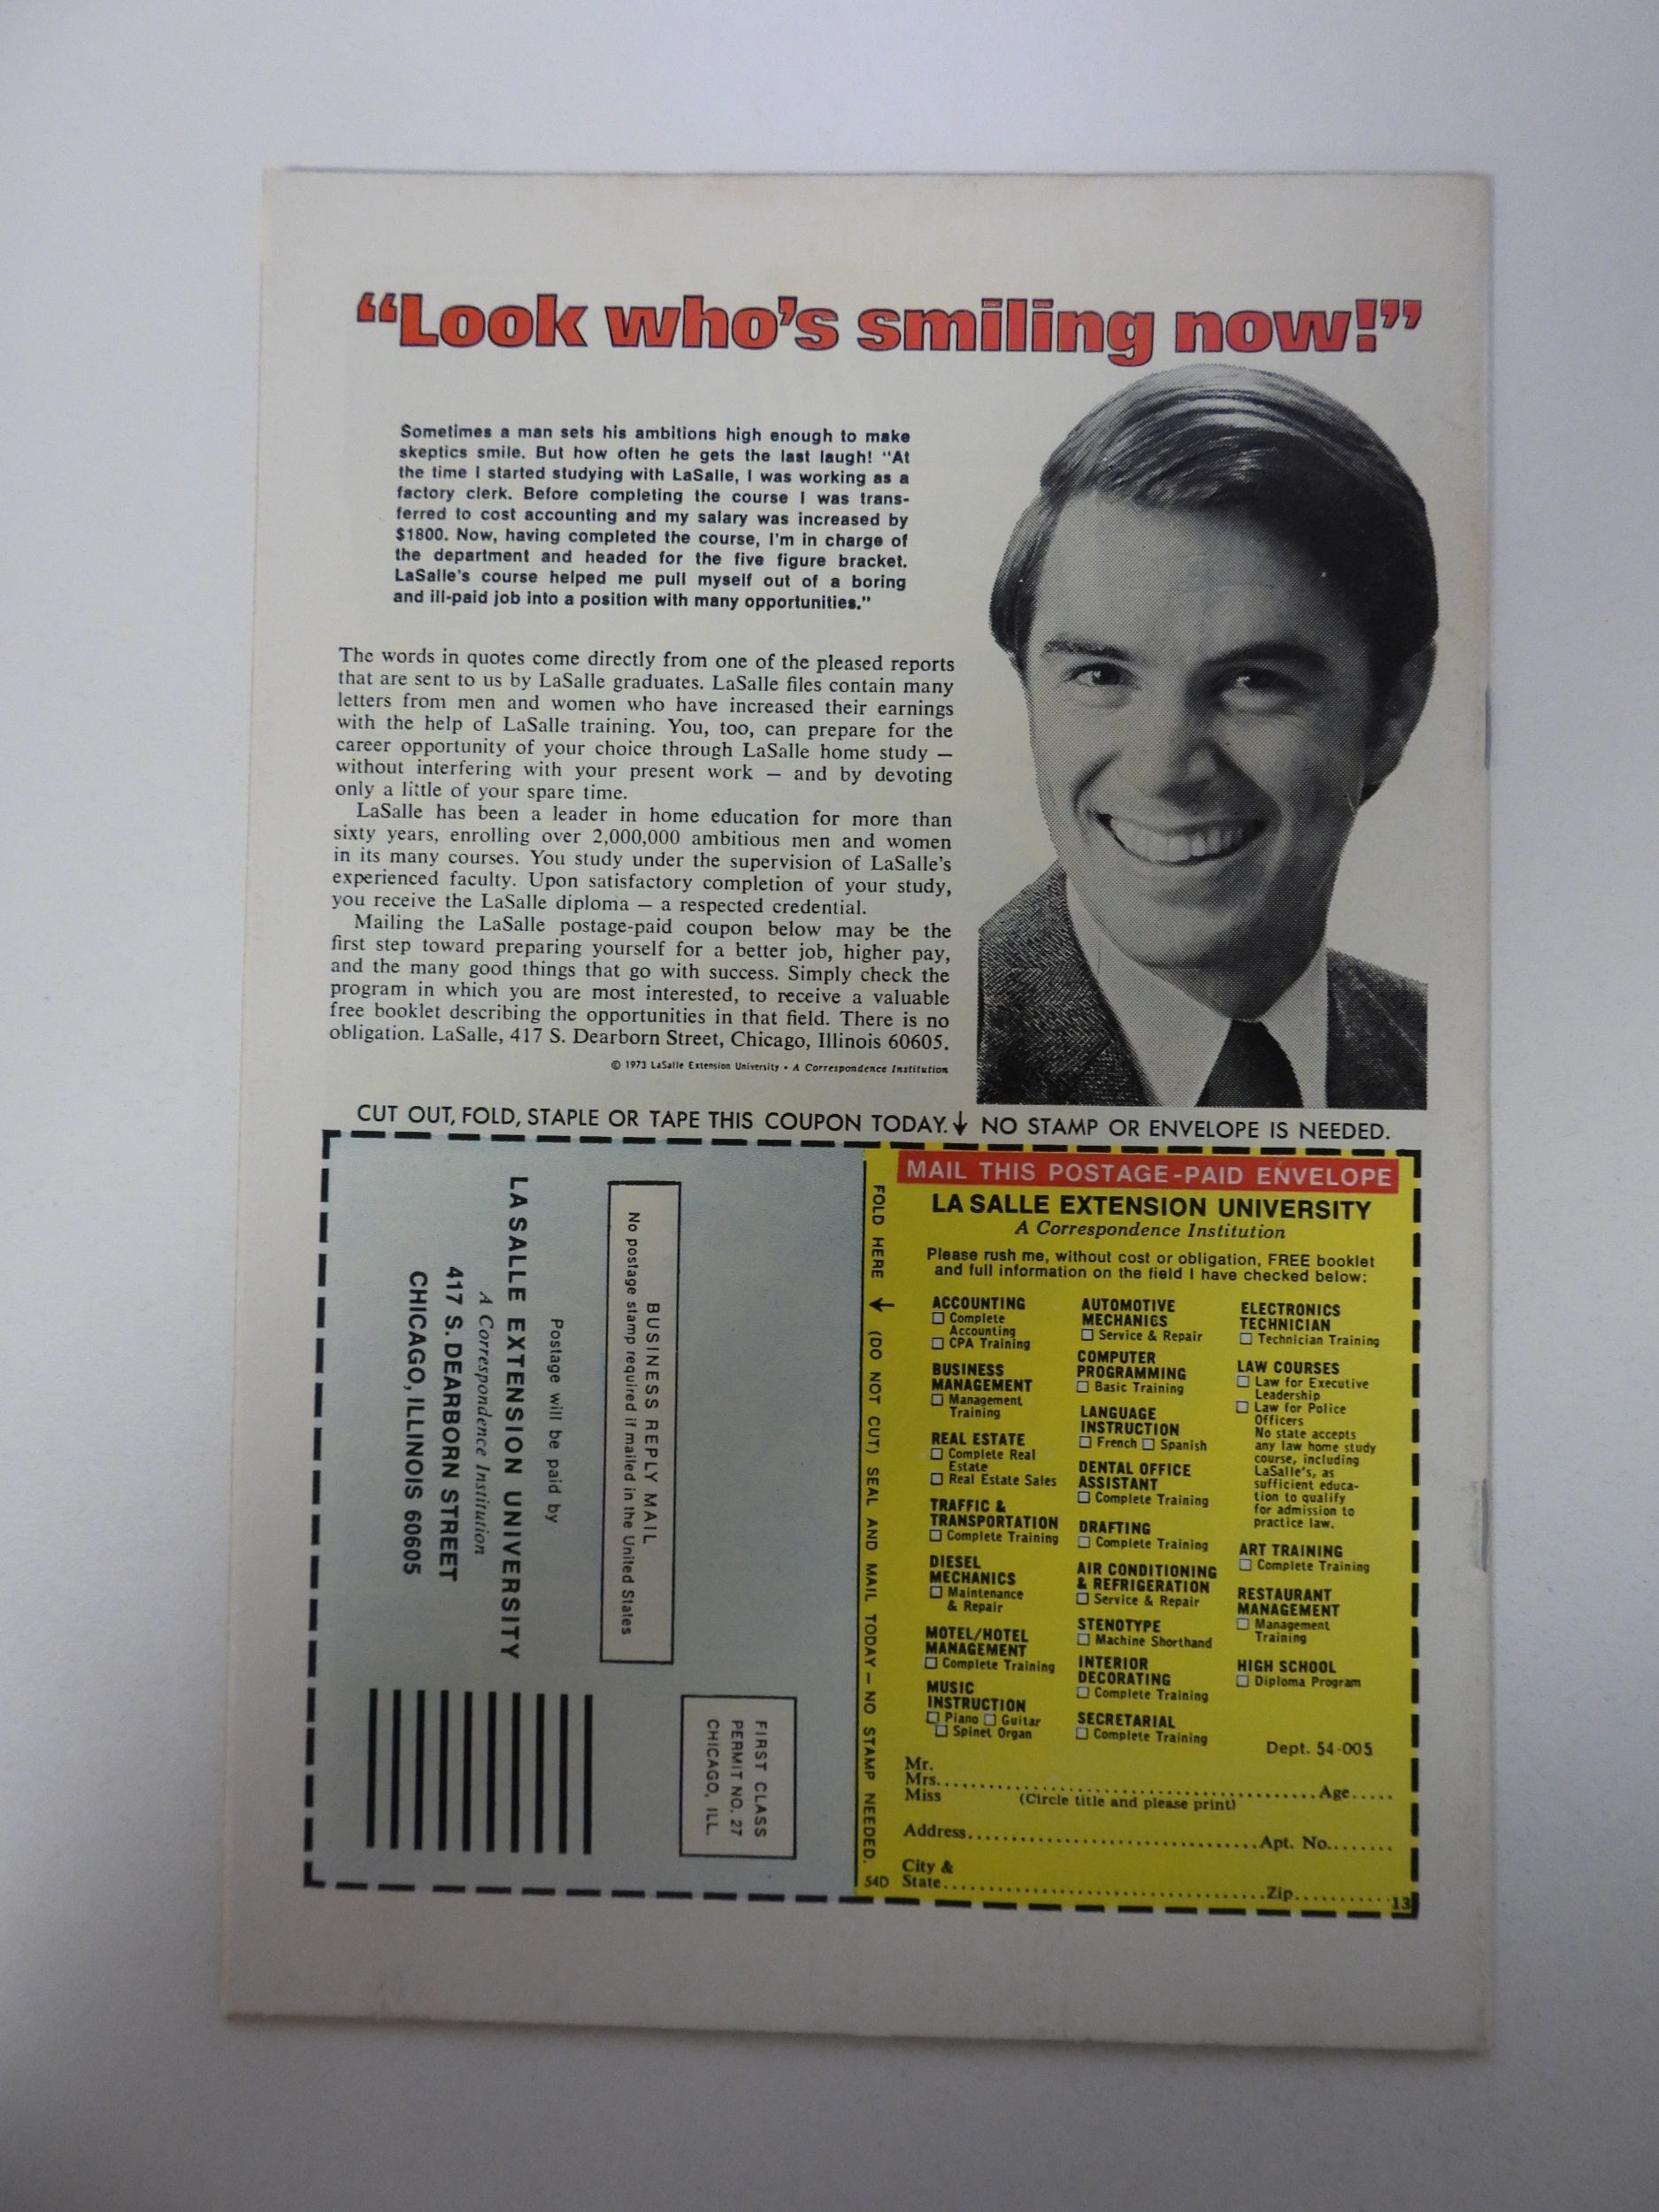 “Look who’s smiling now!”
Sometimes a man sets his ambitions high enough to make
skeptics smile. But how often he gets the last laugh! “At
the time I started studying with LaSalle, I was working as a
factory clerk. Before completing the course I was trans-
ferred to cost accounting and my salary was increased by
$1800. Now, having completed the course, I’m in charge of
the department and headed for the five figure bracket.
LaSalle’s course helped me pull myself out of a boring
and ill-paid job into a position with many opportunities.”
The words in quotes come directly from one of the pleased reports
that are sent to us by LaSalle graduates. LaSalle files contain many
letters from men and women who have increased their earnings
with the help of LaSalle training. You, too, can prepare for the
career opportunity of your choice through LaSalle home study —
without interfering with your present work — and by devoting
only a little of your spare time.
LaSalle has been a leader in home education for more than
sixty years, enrolling over 2,000,000 ambitious men and women
in its many courses. You study under the supervision of LaSalle’s
experienced faculty. Upon satisfactory completion of your study,
you receive the LaSalle diploma — a respected credential.
Mailing the LaSalle postage-paid coupon below may be the
first step toward preparing yourself for a better job, higher pay,
and the many good things that go with success. Simply check the
program in which you are most interested, to receive a valuable
free booklet describing the opportunities in that field. There is no
obligation. LaSalle, 417 S. Dearborn Street, Chicago, Illinois 60605.
© 1973 LaSalle Extension University • A Correspondence Institution
CUT OUT, FOLD, STAPLE OR TAPE THIS COUPON TODAY. ↓ NO STAMP OR ENVELOPE IS NEEDED.
FIRST CLASS
PERMIT NO. 27
CHICAGO, ILL.
BUSINESS REPLY MAIL
No postage stamp required if mailed in the United States
Postage will be paid by
LA SALLE EXTENSION UNIVERSITY
A Correspondence Institution
417 S. DEARBORN STREET
CHICAGO, ILLINOIS 60605
FOLD HERE ↓ (DO NOT CUT) SEAL AND MAIL TODAY — NO STAMP NEEDED.
54D
MAIL THIS POSTAGE-PAID ENVELOPE
LA SALLE EXTENSION UNIVERSITY
A Correspondence Institution
Please rush me, without cost or obligation, FREE booklet
and full information on the field I have checked below:
ACCOUNTING
☐ Complete
Accounting
☐ CPA Training
BUSINESS
MANAGEMENT
☐ Management
Training
REAL ESTATE
☐ Complete Real
Estate
☐ Real Estate Sales
TRAFFIC &
TRANSPORTATION
☐ Complete Training
DIESEL
MECHANICS
☐ Maintenance
& Repair
MOTEL/HOTEL
MANAGEMENT
☐ Complete Training
MUSIC
INSTRUCTION
☐ Piano ☐ Guitar
☐ Spinet Organ
AUTOMOTIVE
MECHANICS
☐ Service & Repair
COMPUTER
PROGRAMMING
☐ Basic Training
LANGUAGE
INSTRUCTION
☐ French ☐ Spanish
DENTAL OFFICE
ASSISTANT
☐ Complete Training
DRAFTING
☐ Complete Training
AIR CONDITIONING
& REFRIGERATION
☐ Service & Repair
STENOTYPE
☐ Machine Shorthand
INTERIOR
DECORATING
☐ Complete Training
SECRETARIAL
☐ Complete Training
ELECTRONICS
TECHNICIAN
☐ Technician Training
LAW COURSES
☐ Law for Executive
Leadership
☐ Law for Police
Officers
No state accepts
any law home study
course, including
LaSalle’s, as
sufficient educa-
tion to qualify
for admission to
practice law.
ART TRAINING
☐ Complete Training
RESTAURANT
MANAGEMENT
☐ Management
Training
HIGH SCHOOL
☐ Diploma Program
Dept. 54-005
Mr.
Mrs. ........ Age.....
Miss (Circle title and please print)
Address ........ Apt. No........
City &
State ........ Zip ........ 13